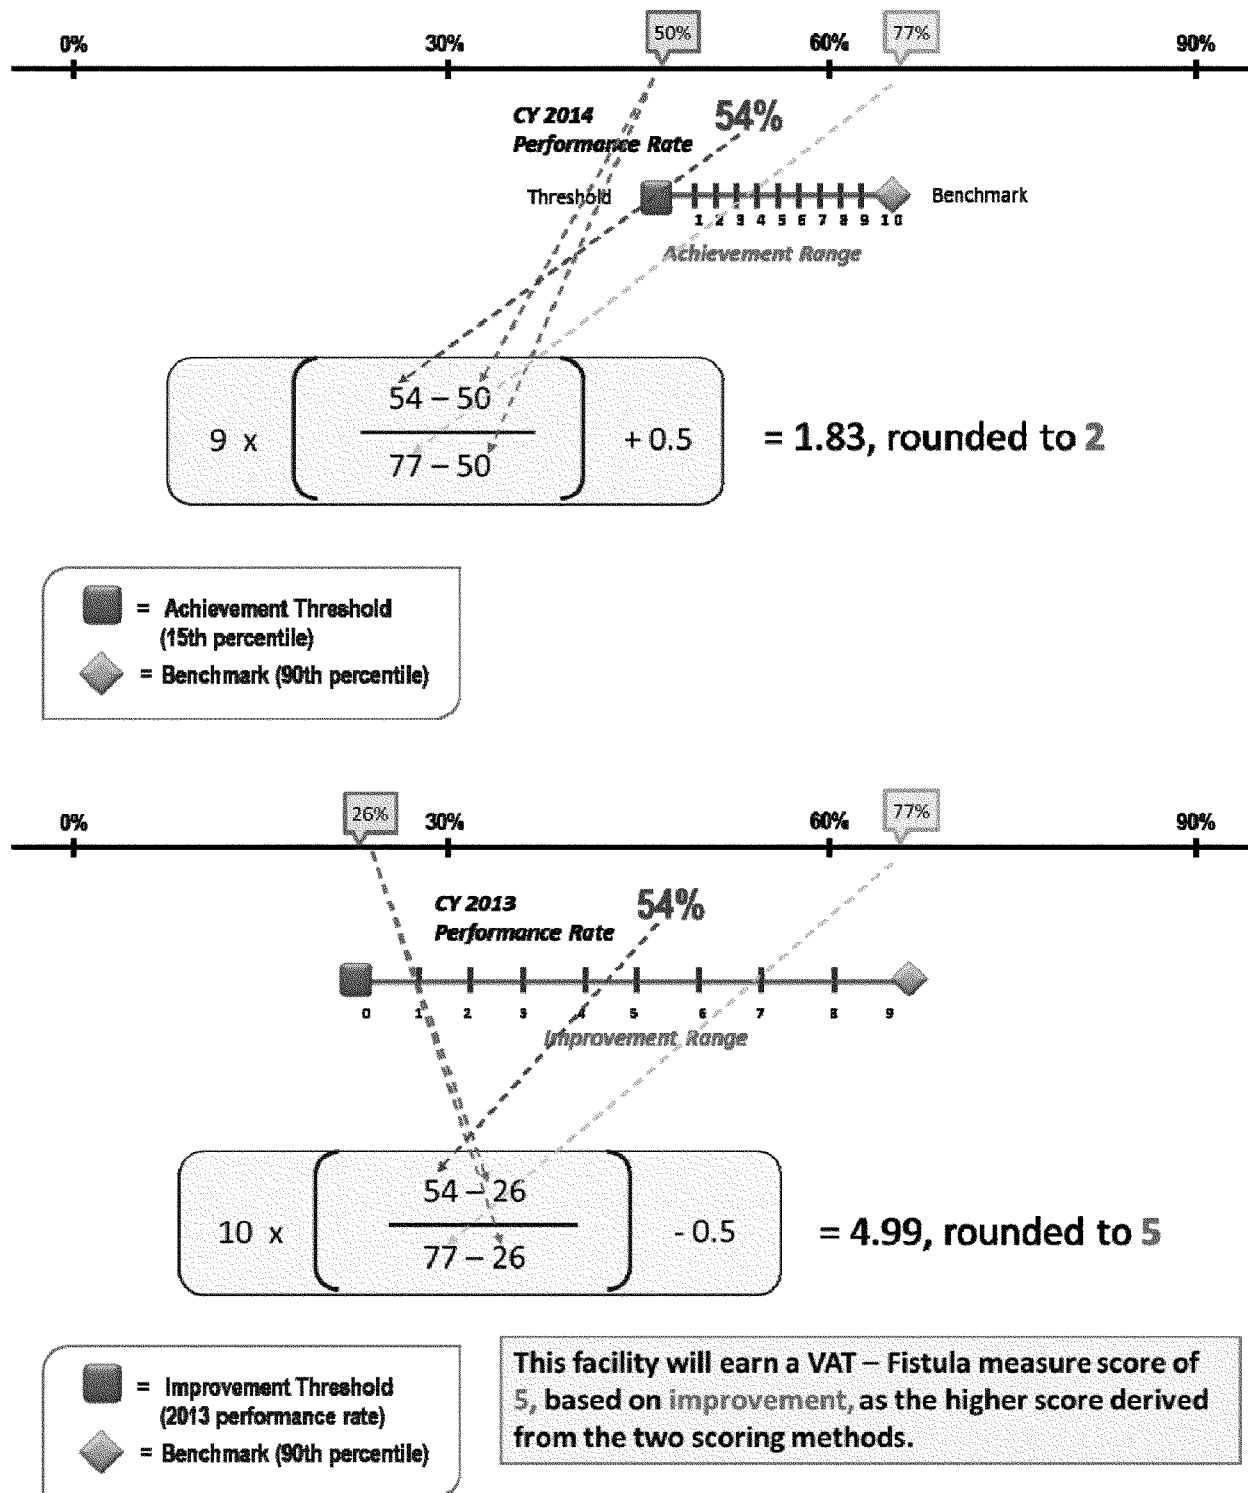 0%
30%
50%
60%
77%
90%
CY 2014
54%
Performance Rate
Threshold
Benchmark
1 2 3 4 5 6 7 8 9 10
Achievement Range
54 – 50
9 x
+ 0.5
= 1.83, rounded to 2
77 – 50
= Achievement Threshold
(15th percentile)
= Benchmark (90th percentile)
0%
26%
30%
60%
77%
90%
CY 2013
54%
Performance Rate
0 1 2 3 4 5 6 7 8 9
Improvement Range
54 – 26
10 x
- 0.5
= 4.99, rounded to 5
77 – 26
= Improvement Threshold
(2013 performance rate)
= Benchmark (90th percentile)
This facility will earn a VAT – Fistula measure score of
5, based on improvement, as the higher score derived
from the two scoring methods.